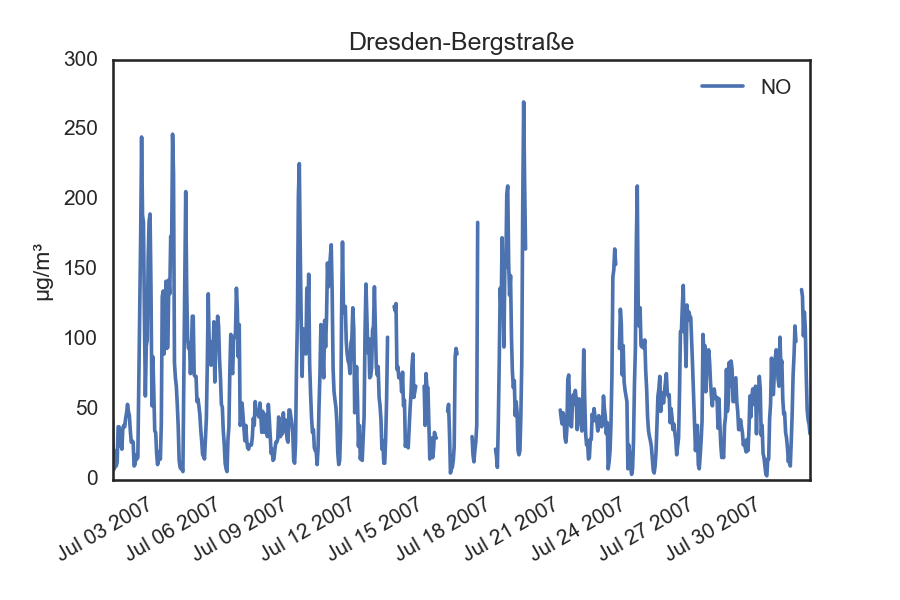 Dresden-Bergstraße
300
250
200
150
100
50
0
µg/m³
NO
Jul 03 2007
Jul 06 2007
Jul 09 2007
Jul 12 2007
Jul 15 2007
Jul 18 2007
Jul 21 2007
Jul 24 2007
Jul 27 2007
Jul 30 2007